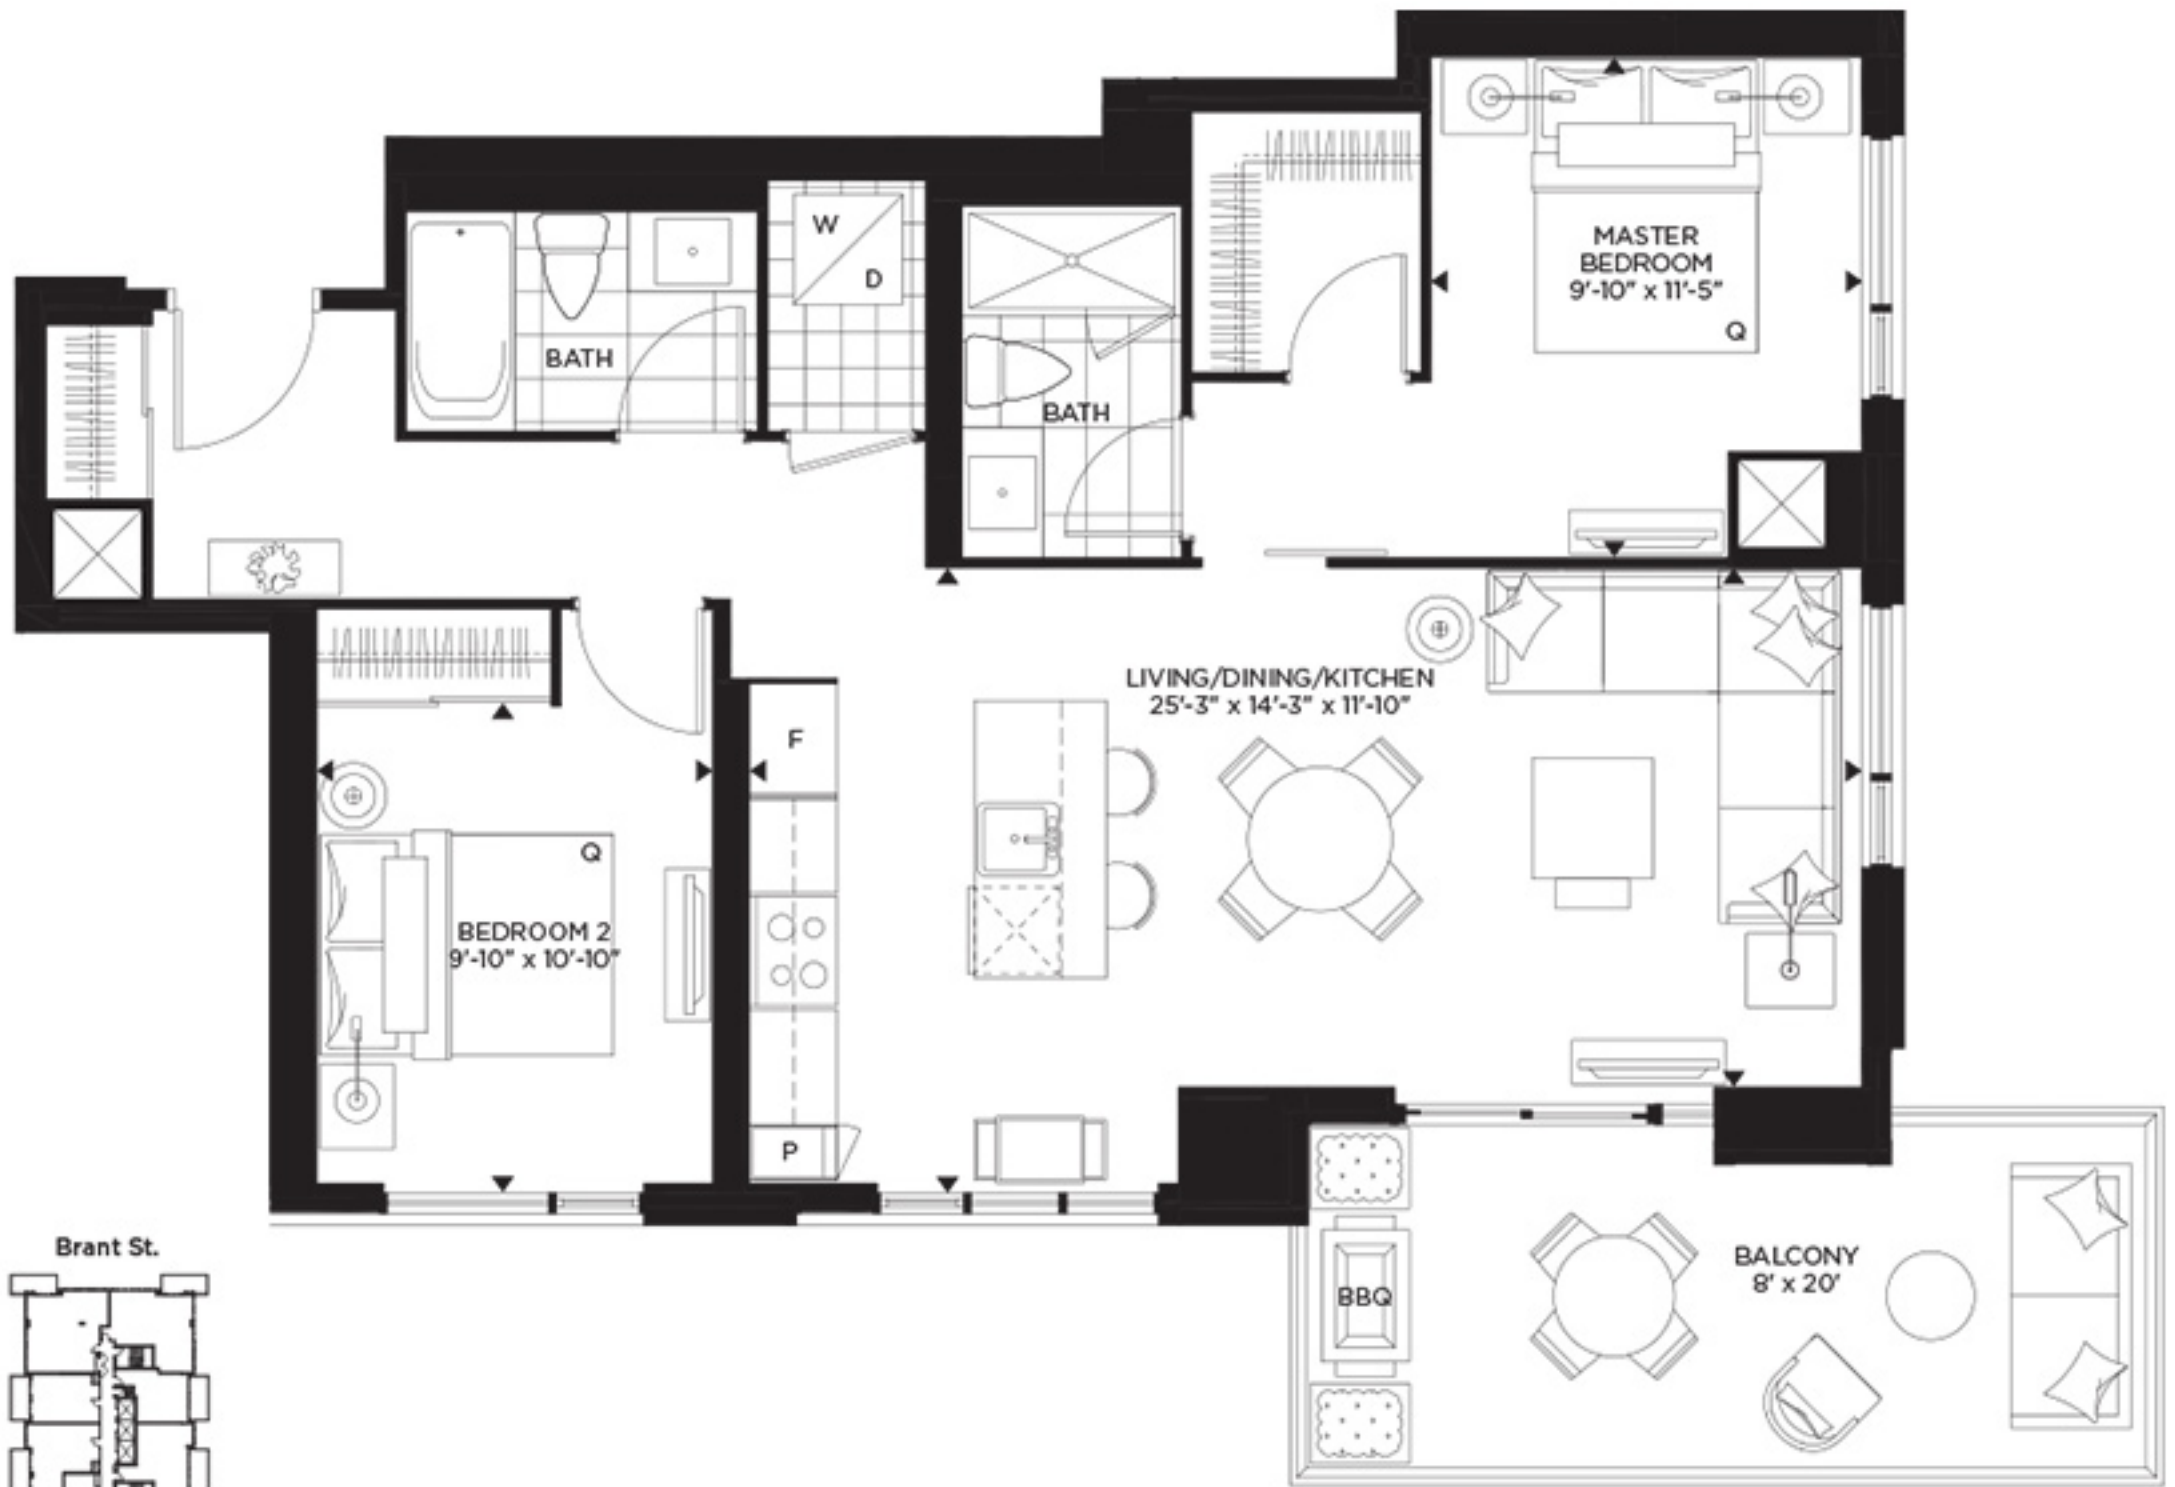 MASTER
BEDROOM
9'-10" x 11'-5"
Q
W
D
BATH
BATH
LIVING/DINING/KITCHEN
25'-3" x 14'-3" x 11'-10"
F
Q
BEDROOM 2
9'-10" x 10'-10"
P
Brant St.
BALCONY
8' x 20'
BBQ